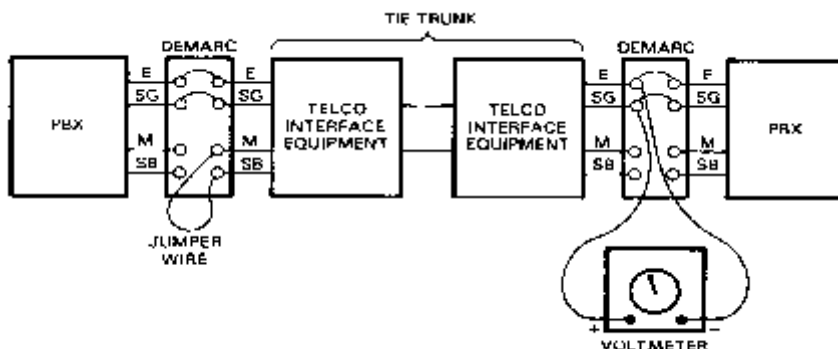 TIE TRUNK
DEMARC
DEMARC
E
E
E
E
SG
SG
SG
SG
PBX
TELCO
INTERFACE
EQUIPMENT
TELCO
INTERFACE
EQUIPMENT
PBX
M
M
M
M
SB
SB
SB
SB
JUMPER
WIRE
+
−
VOLTMETER